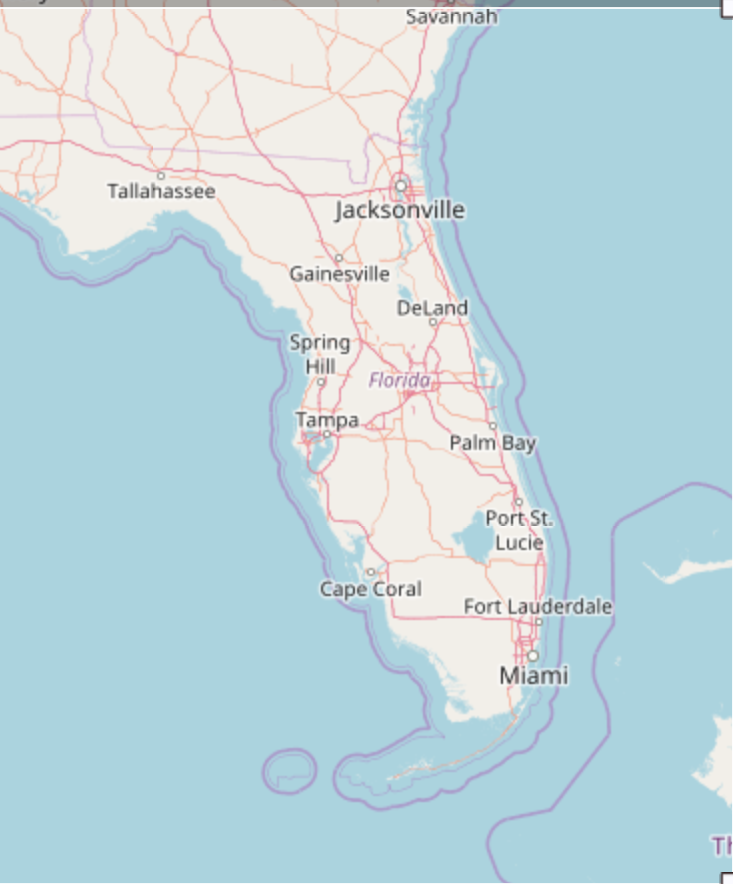 Savannah
Tallahassee
Jacksonville
Gainesville
DeLand
Spring
Hill
Florida
Tampa
Palm Bay
Port St.
Lucie
Cape Coral
Fort Lauderdale
Miami
Th